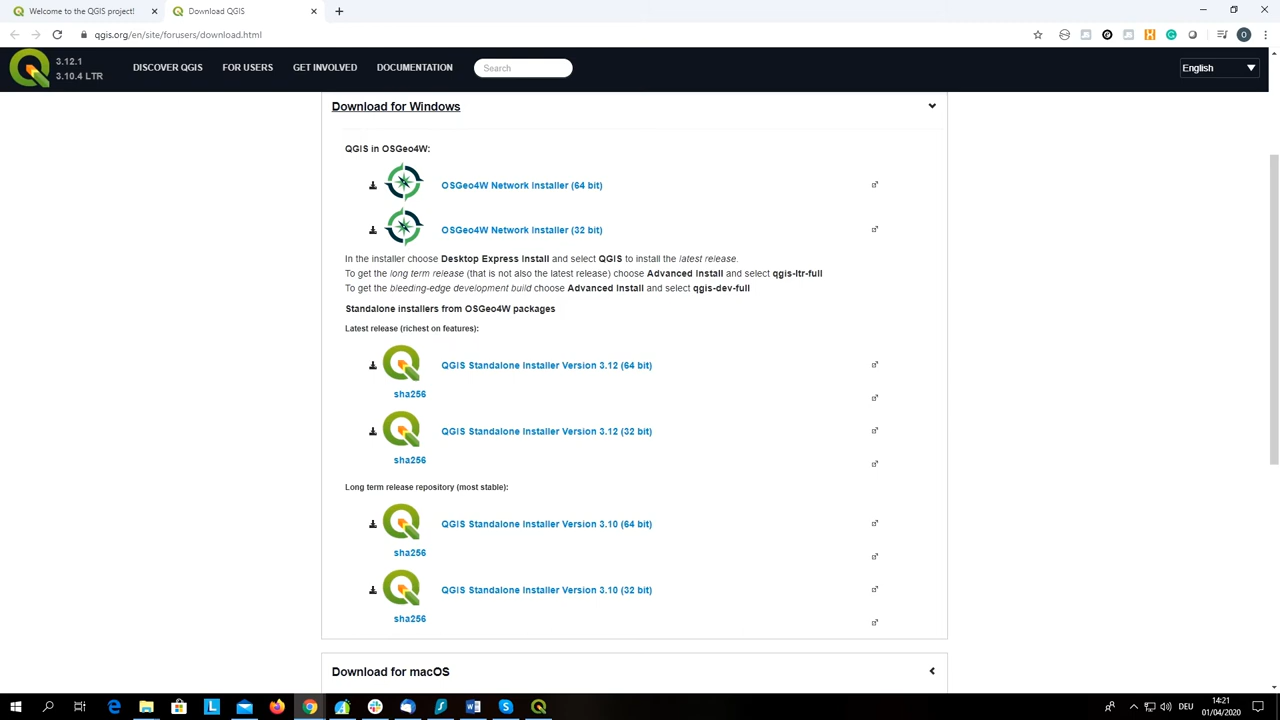 Welcome to the QGIS project!
Download QGIS
qgis.org/en/site/forusers/download.html
3.12.1
3.10.4 LTR
DISCOVER QGIS
FOR USERS
GET INVOLVED
DOCUMENTATION
Search
English
Download for Windows
QGIS in OSGeo4W:
OSGeo4W Network Installer (64 bit)
OSGeo4W Network Installer (32 bit)
In the installer choose Desktop Express Install and select QGIS to install the latest release.
To get the long term release (that is not also the latest release) choose Advanced Install and select qgis-ltr-full
To get the bleeding-edge development build choose Advanced Install and select qgis-dev-full
Standalone installers from OSGeo4W packages
Latest release (richest on features):
QGIS Standalone Installer Version 3.12 (64 bit)
sha256
QGIS Standalone Installer Version 3.12 (32 bit)
sha256
Long term release repository (most stable):
QGIS Standalone Installer Version 3.10 (64 bit)
sha256
QGIS Standalone Installer Version 3.10 (32 bit)
sha256
Download for macOS
DEU
14:21
01/04/2020